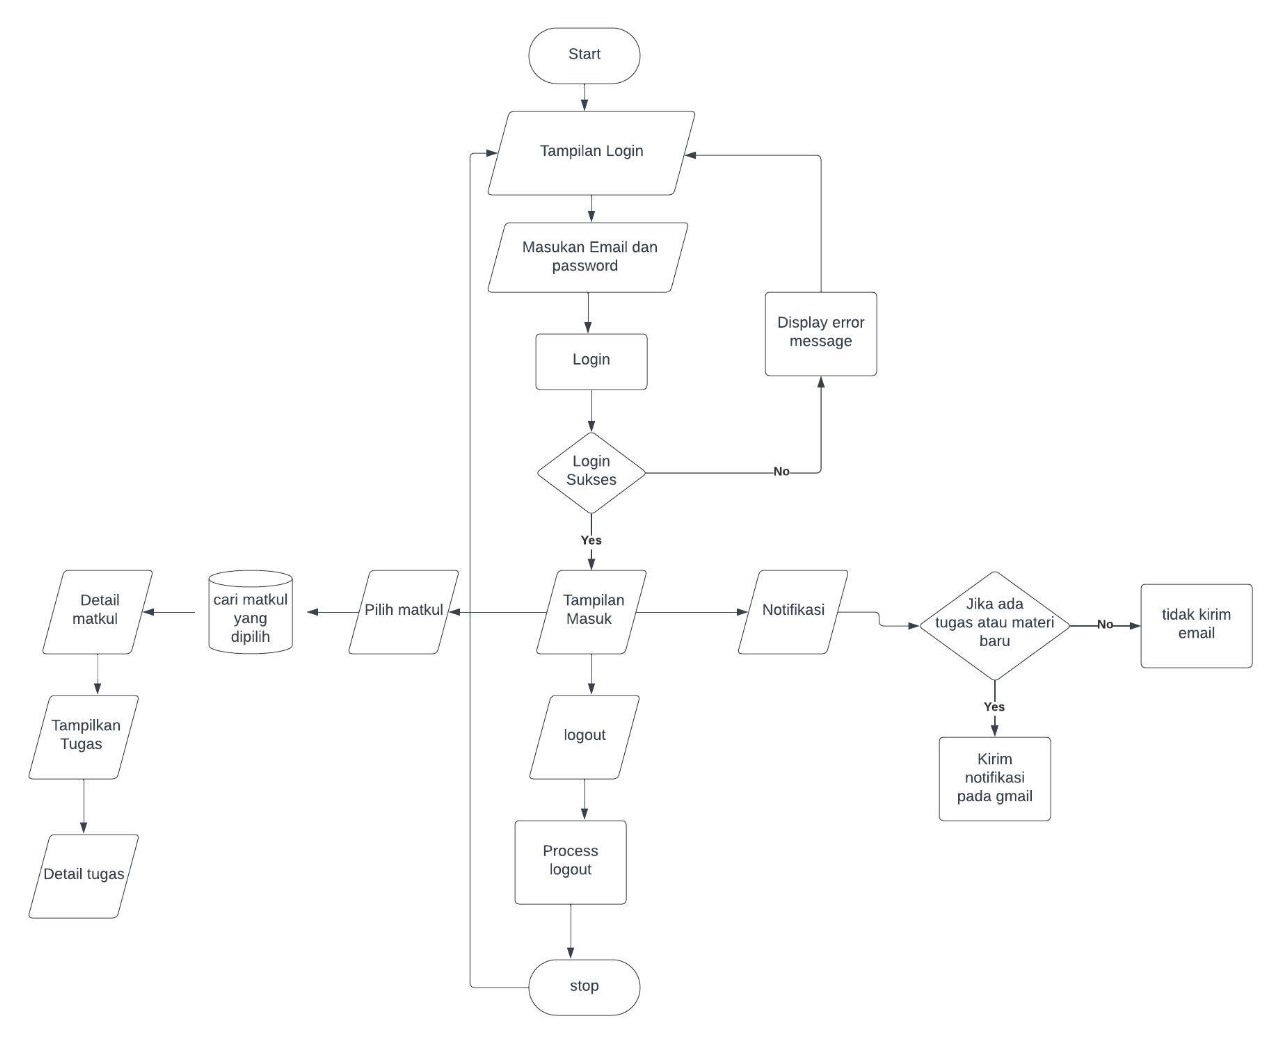 Start
Tampilan Login
Masukan Email dan
password
Login
Display error
message
Login
Sukses
No
Yes
Detail
matkul
cari matkul
yang
dipilih
Pilih matkul
Tampilan
Masuk
Notifikasi
Jika ada
tugas atau materi
baru
No
tidak kirim
email
Yes
Tampilkan
Tugas
logout
Kirim
notifikasi
pada gmail
Detail tugas
Process
logout
stop